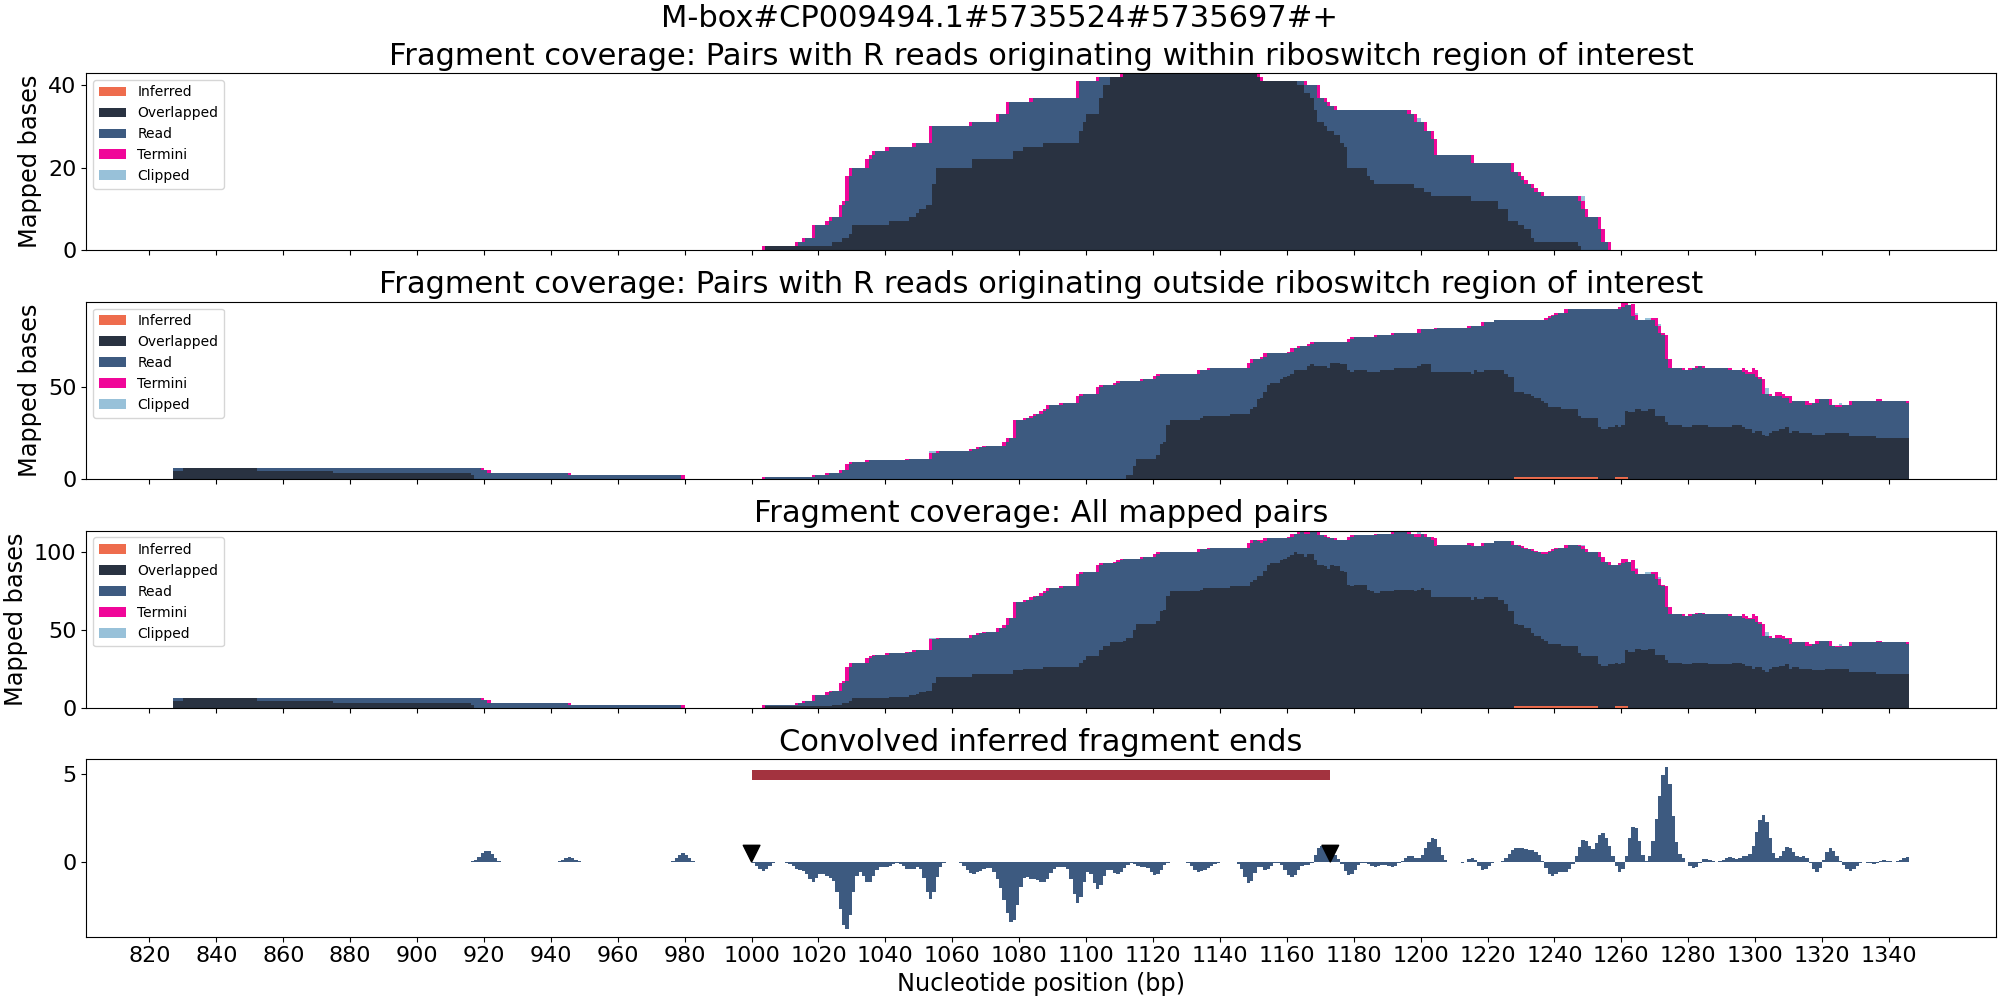 M-box#CP009494.1#5735524#5735697#+
Fragment coverage: Pairs with R reads originating within riboswitch region of interest
Mapped bases
40
20
0
Inferred
Overlapped
Read
Termini
Clipped
Fragment coverage: Pairs with R reads originating outside riboswitch region of interest
Mapped bases
50
0
Inferred
Overlapped
Read
Termini
Clipped
Fragment coverage: All mapped pairs
Mapped bases
100
50
0
Inferred
Overlapped
Read
Termini
Clipped
Convolved inferred fragment ends
5
0
820 840 860 880 900 920 940 960 980 1000 1020 1040 1060 1080 1100 1120 1140 1160 1180 1200 1220 1240 1260 1280 1300 1320 1340
Nucleotide position (bp)